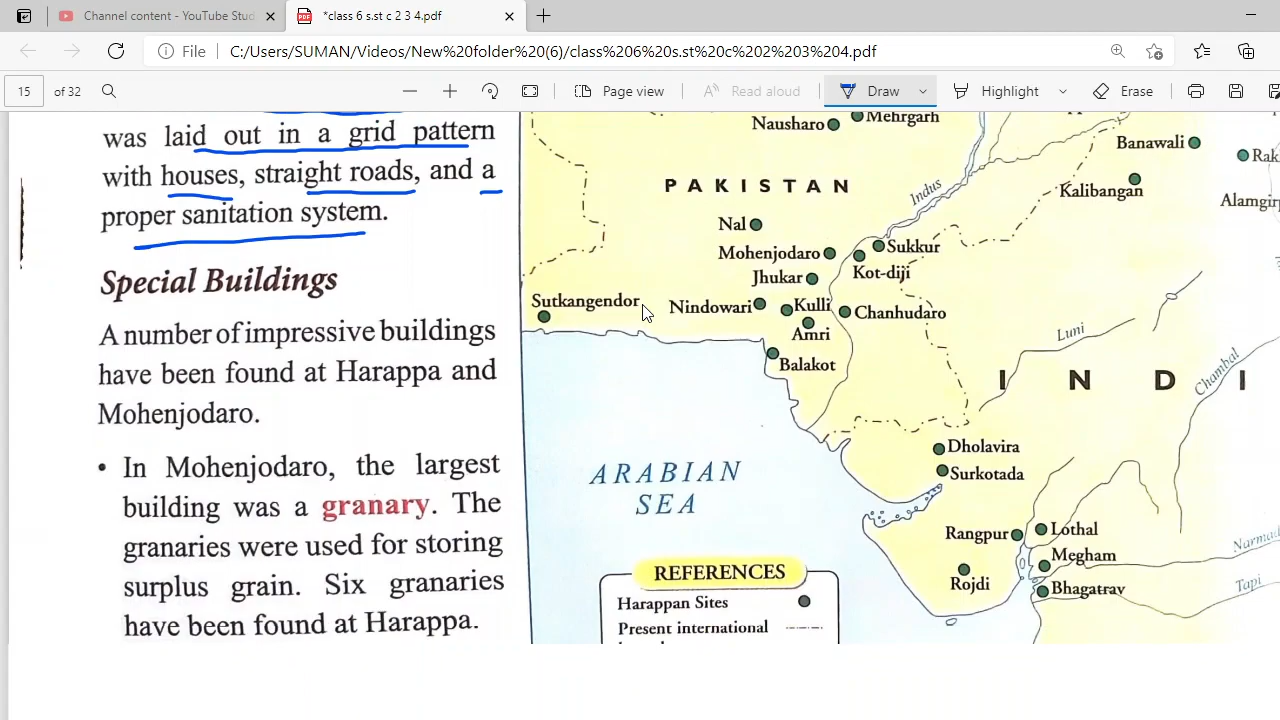 Channel content - YouTube Stud
*class 6 s.st c 2 3 4.pdf
File
C:/Users/SUMAN/Videos/New%20folder%20(6)/class%206%20s.st%20c%202%203%204.pdf
15 of 32
Page view
Read aloud
Draw
Highlight
Erase
was laid out in a grid pattern
with houses, straight roads, and a
proper sanitation system.
Special Buildings
A number of impressive buildings
have been found at Harappa and
Mohenjodaro.
• In Mohenjodaro, the largest
building was a granary. The
granaries were used for storing
surplus grain. Six granaries
have been found at Harappa.
Nausharo
Mehrgarh
Banawali
Rak
PAKISTAN
Indus
Kalibangan
Alamgirp
Nal
Mohenjodaro
Sukkur
Kot-diji
Jhukar
Sutkangendor
Nindowari
Kulli
Chanhudaro
Amri
Luni
Balakot
Chambal
I N D I
Dholavira
ARABIAN
SEA
Surkotada
Rangpur
Lothal
Narmad
Megham
Rojdi
Bhagatrav
Tapi
REFERENCES
Harappan Sites
Present international